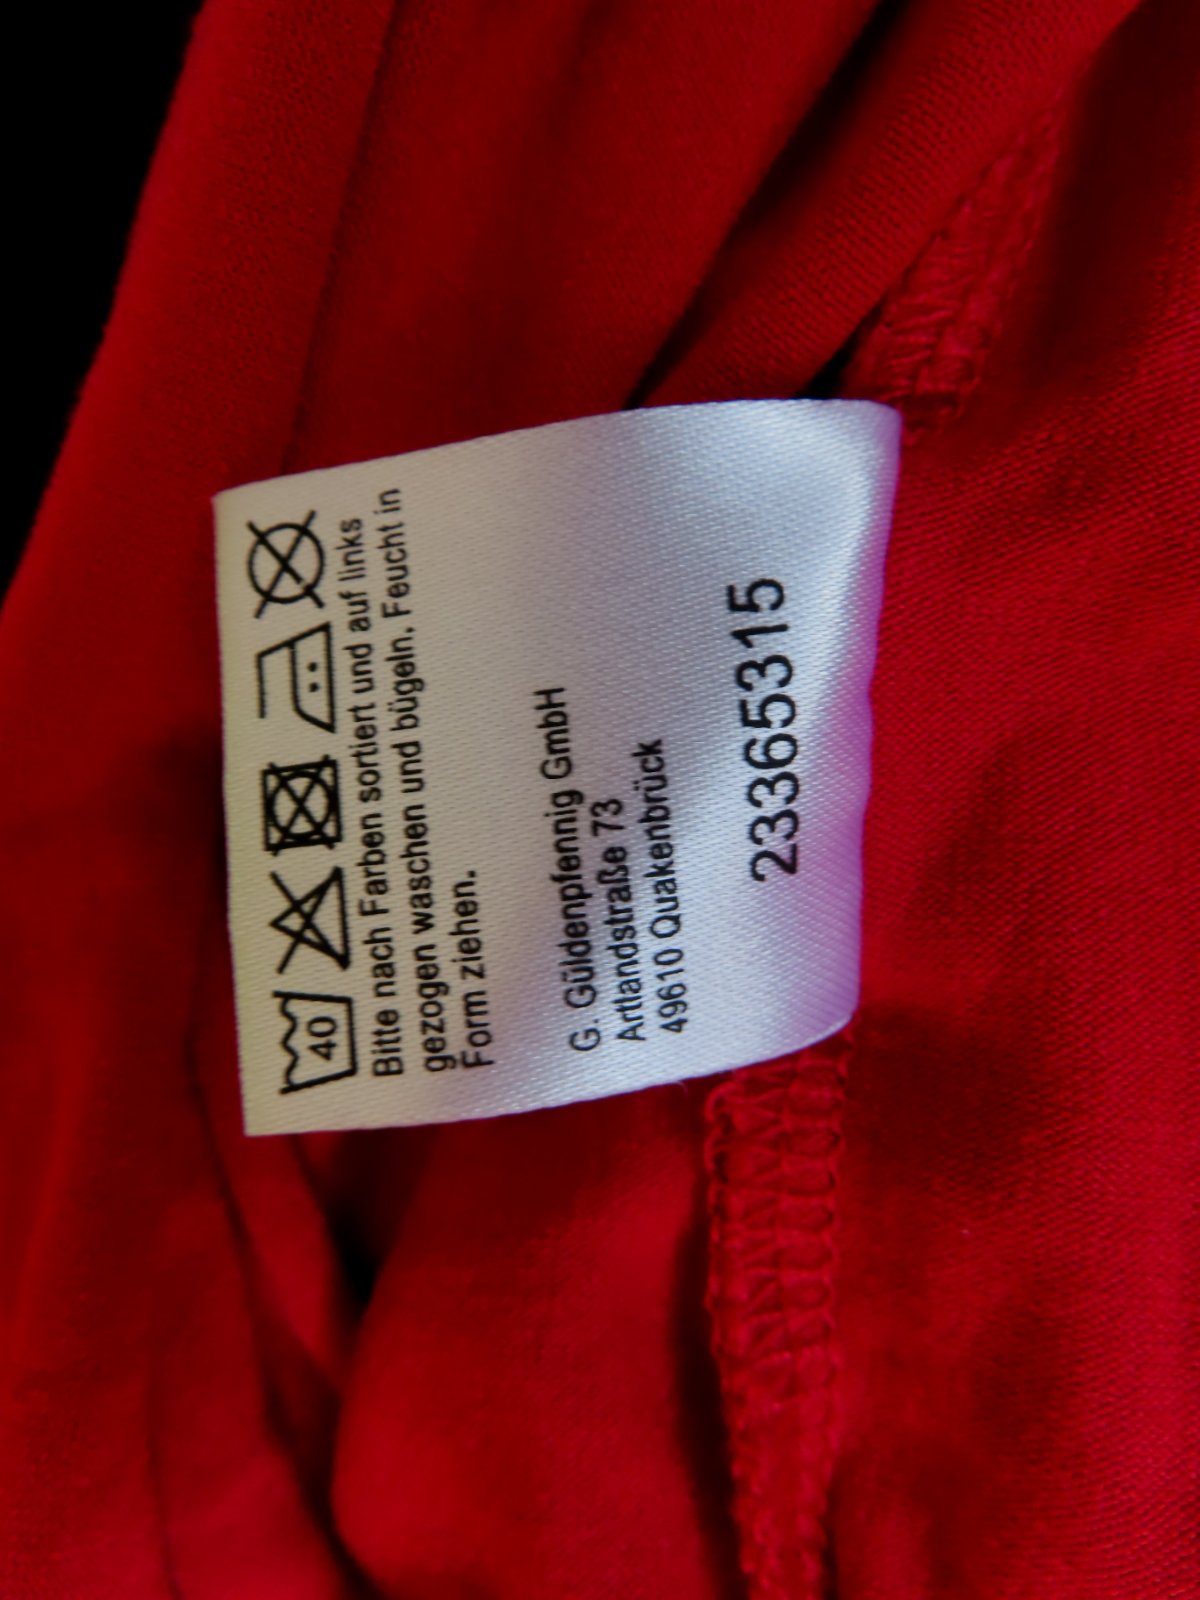 40
Bitte nach Farben sortiert und auf links
gezogen waschen und bügeln. Feucht in
Form ziehen.
G. Güldenpfennig GmbH
Artlandstraße 73
49610 Quakenbrück
23365315